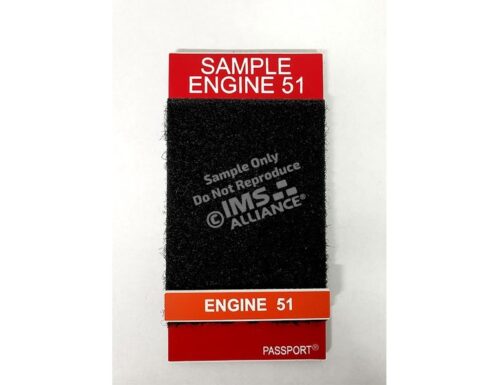 SAMPLE
ENGINE 51
Sample Only
Do Not Reproduce
©IMS
ALLIANCE®
ENGINE 51
PASSPORT®